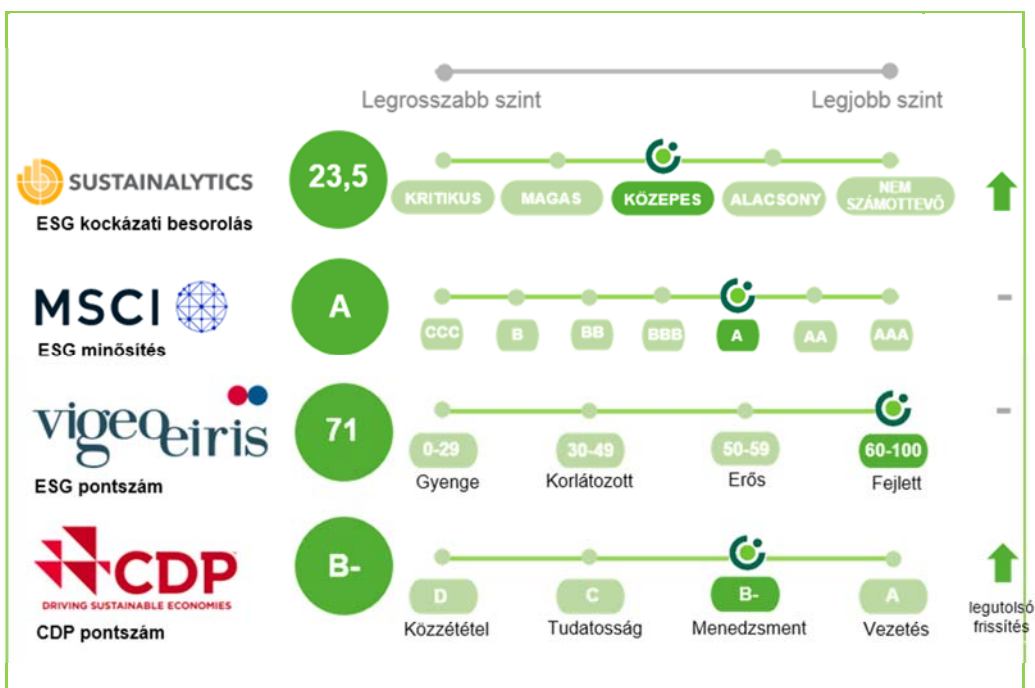 Legrosszabb szint
Legjobb szint
SUSTAINALYTICS
ESG kockázati besorolás
23,5
KRITIKUS
MAGAS
KÖZEPES
ALACSONY
NEM
SZÁMOTTEVŐ
MSCI
ESG minősítés
A
CCC
B
BB
BBB
A
AA
AAA
–
vigeoeiris
ESG pontszám
71
0-29
30-49
50-59
60-100
Gyenge
Korlátozott
Erős
Fejlett
–
CDP
DRIVING SUSTAINABLE ECONOMIES
CDP pontszám
B-
D
C
B-
A
Közzététel
Tudatosság
Menedzsment
Vezetés
legutolsó
frissítés